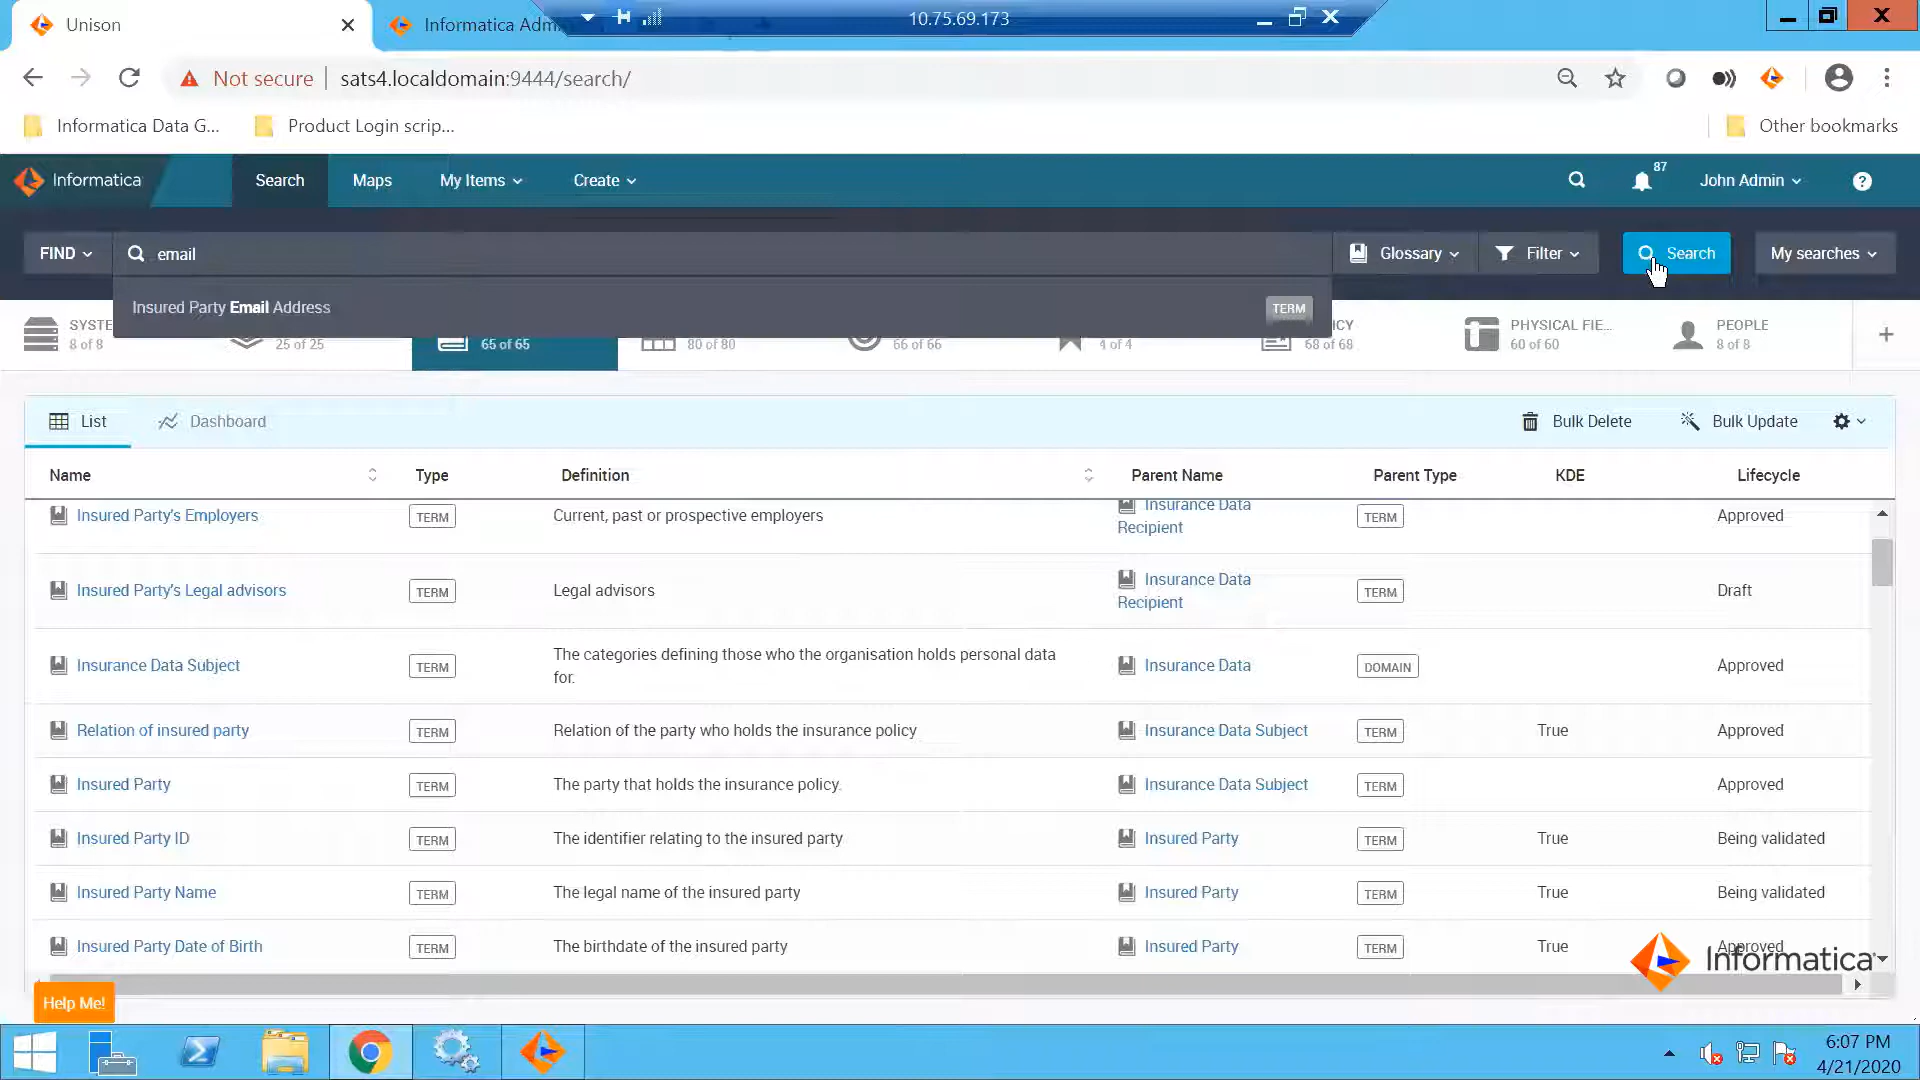 Unison
Informatica Adm
10.75.69.173
Not secure
sats4.localdomain:9444/search/
Informatica Data G...
Product Login scrip...
Other bookmarks
Informatica
Search
Maps
My Items
Create
87
John Admin
FIND
email
Glossary
Filter
Search
My searches
Insured Party Email Address
TERM
SYSTE
8 of 8
25 of 25
65 of 65
80 of 80
66 of 66
4 of 4
ICY
68 of 68
PHYSICAL FIE...
60 of 60
PEOPLE
8 of 8
List
Dashboard
Bulk Delete
Bulk Update
Name
Type
Definition
Parent Name
Parent Type
KDE
Lifecycle
Insured Party's Employers
TERM
Current, past or prospective employers
Insurance Data
Recipient
TERM
Approved
Insured Party's Legal advisors
TERM
Legal advisors
Insurance Data
Recipient
TERM
Draft
Insurance Data Subject
TERM
The categories defining those who the organisation holds personal data
for.
Insurance Data
DOMAIN
Approved
Relation of insured party
TERM
Relation of the party who holds the insurance policy
Insurance Data Subject
TERM
True
Approved
Insured Party
TERM
The party that holds the insurance policy.
Insurance Data Subject
TERM
Approved
Insured Party ID
TERM
The identifier relating to the insured party
Insured Party
TERM
True
Being validated
Insured Party Name
TERM
The legal name of the insured party
Insured Party
TERM
True
Being validated
Insured Party Date of Birth
TERM
The birthdate of the insured party
Insured Party
TERM
True
Approved
Informatica
Help Me!
6:07 PM
4/21/2020